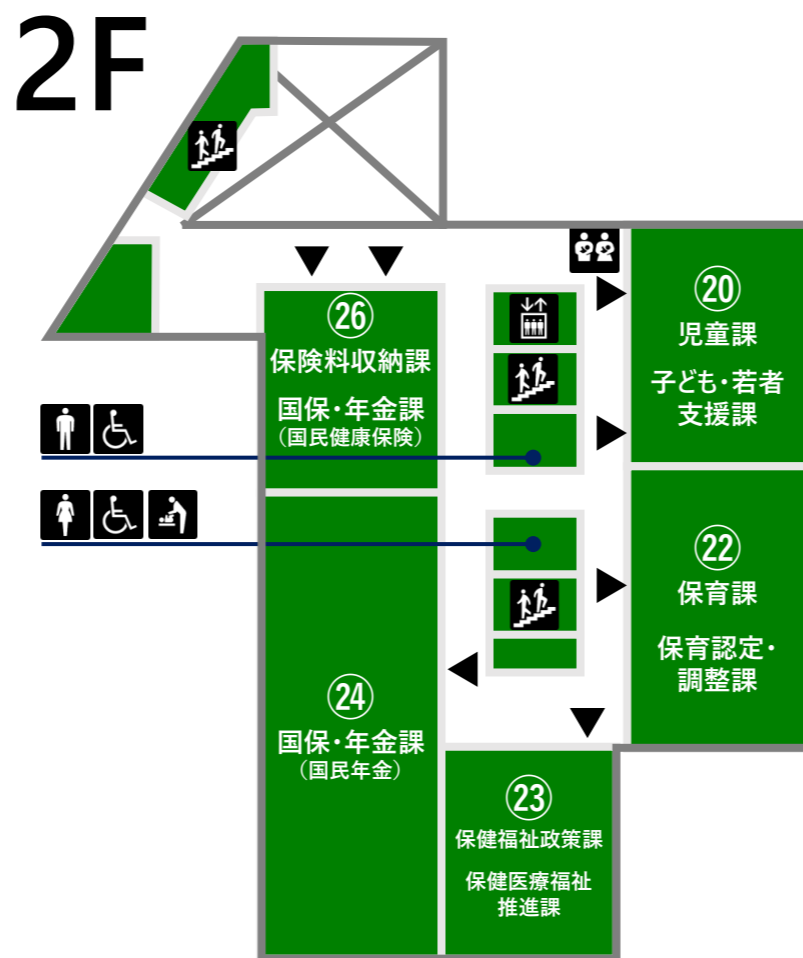 2F
⑳
児童課
子ども・若者
支援課
㉖
保険料収納課
国保・年金課
（国民健康保険）
㉒
保育課
保育認定・
調整課
㉔
国保・年金課
（国民年金）
㉓
保健福祉政策課
保健医療福祉
推進課